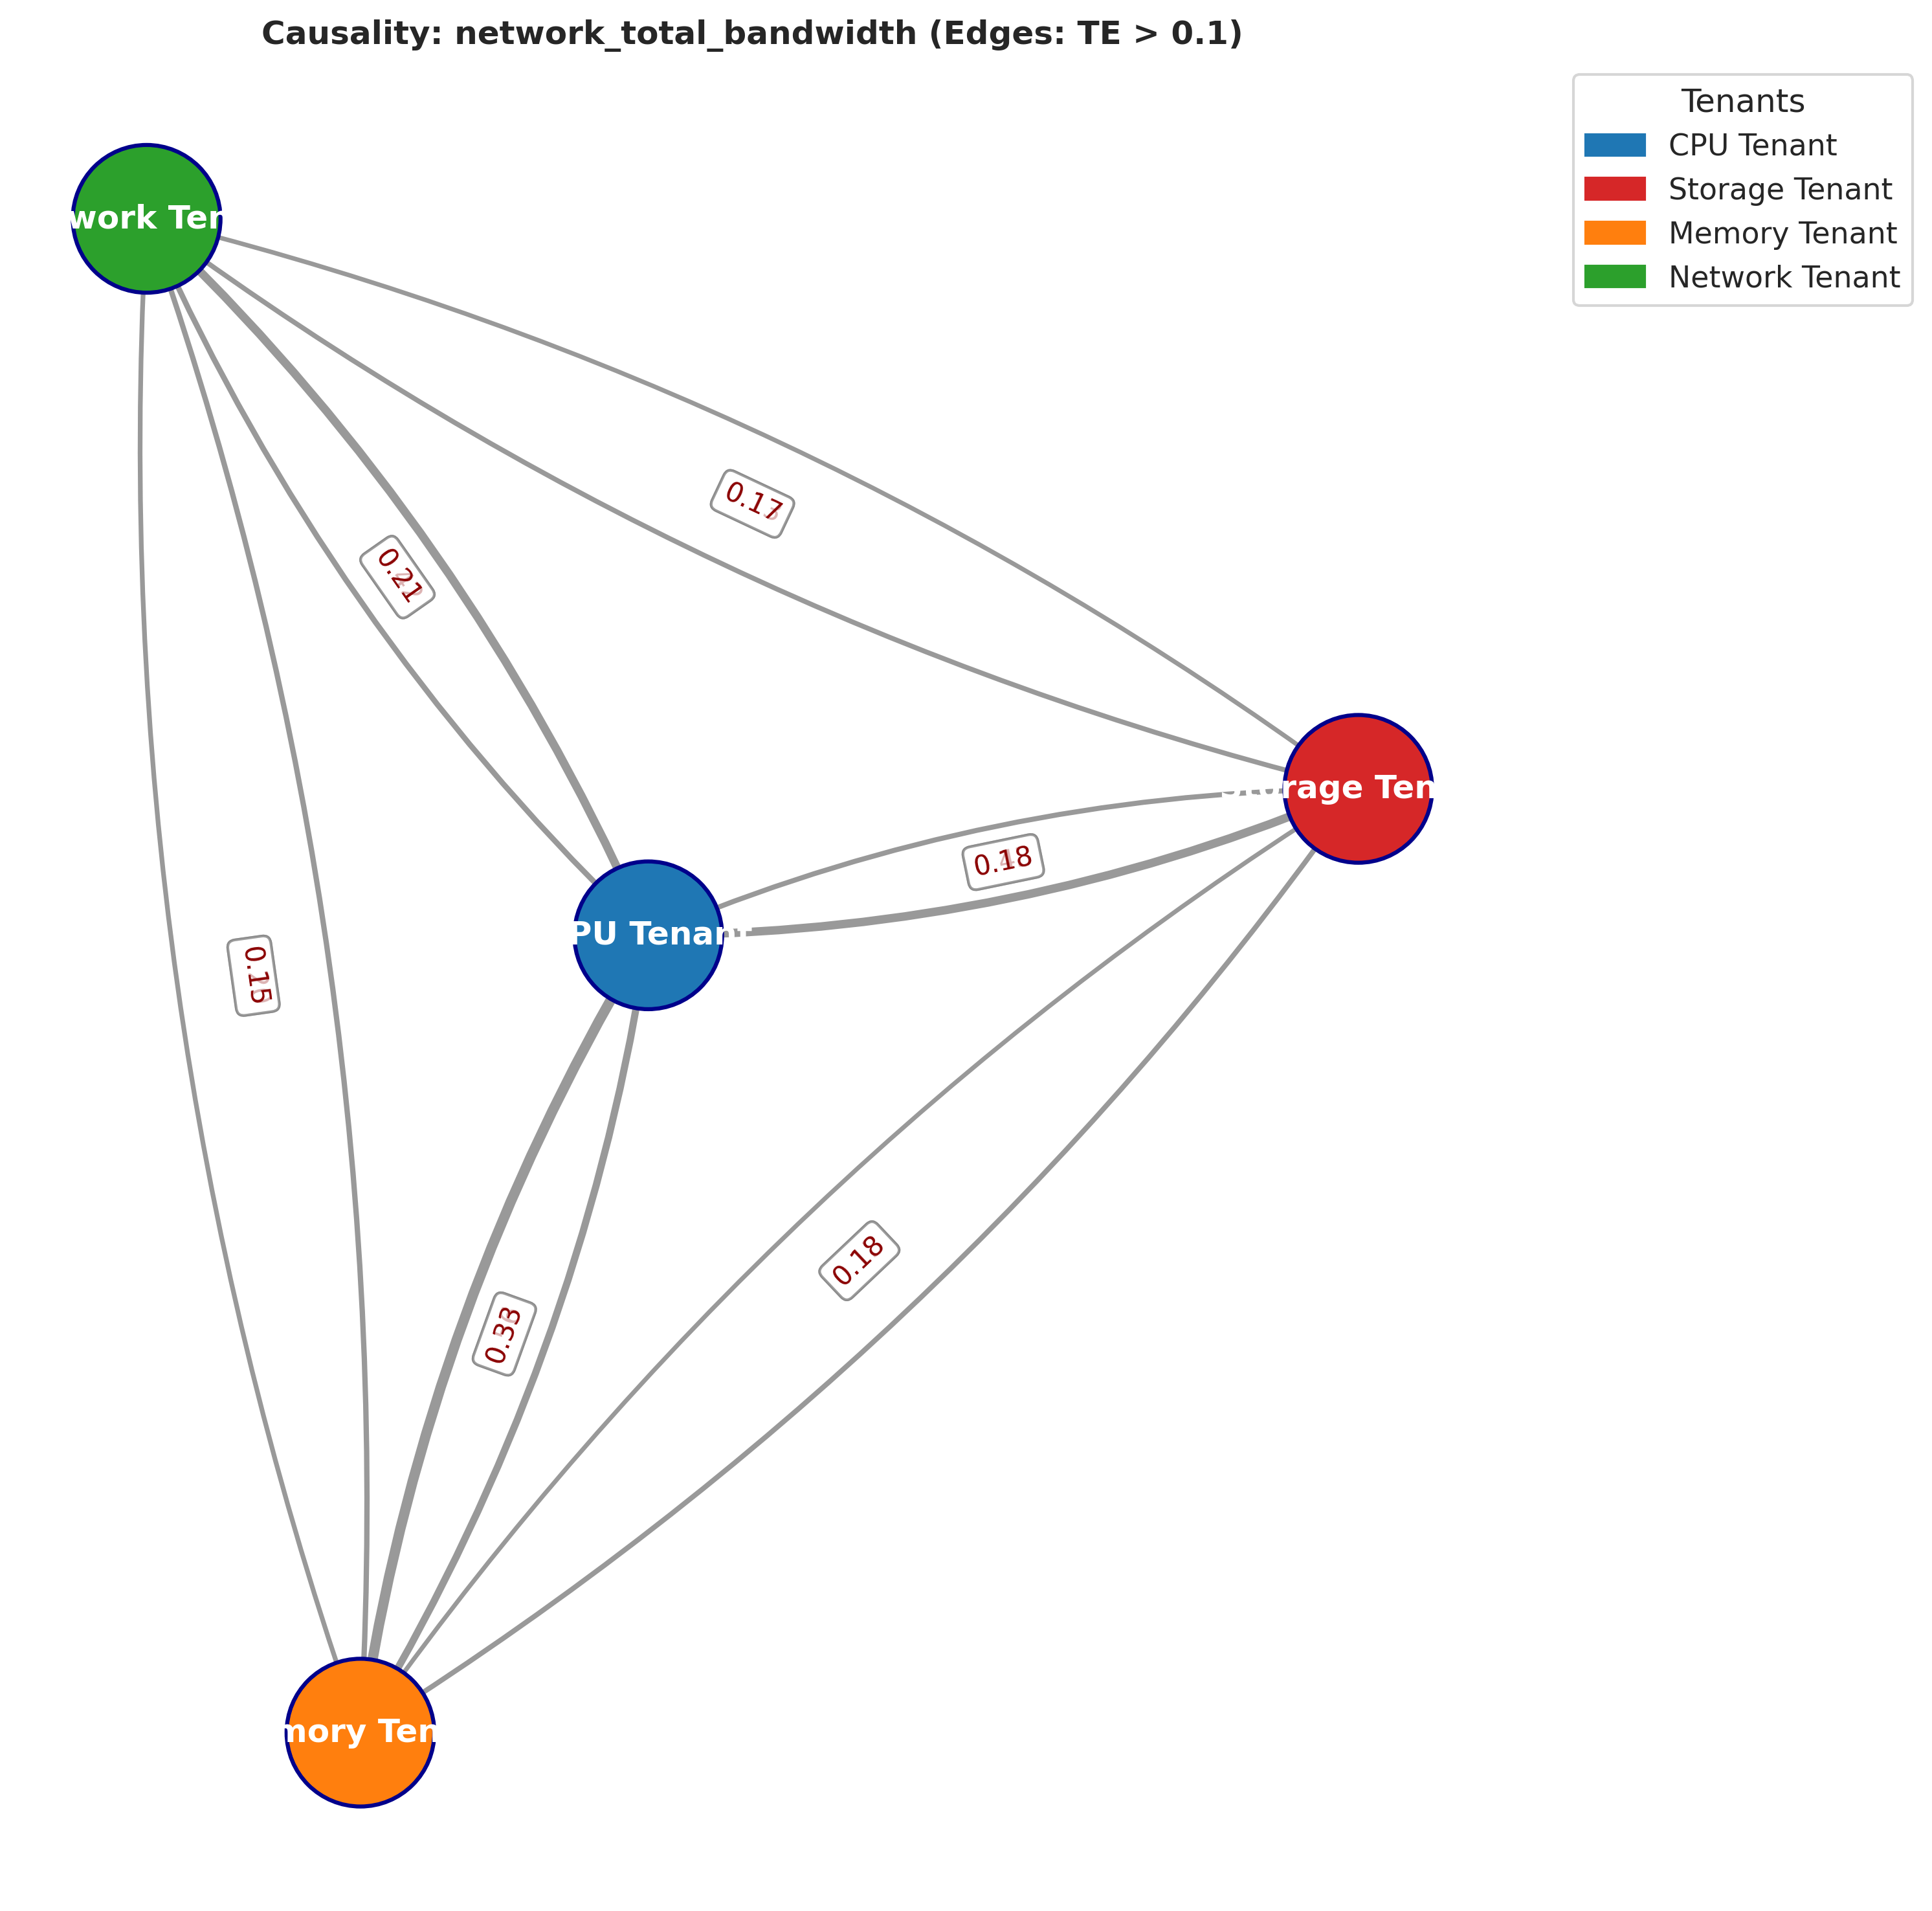 Causality: network_total_bandwidth (Edges: TE > 0.1)
Tenants
CPU Tenant
Storage Tenant
Memory Tenant
Network Tenant
work Ten
0.17
0.21
rage Ten
0.18
PU Tenant
0.15
0.18
0.33
mory Ten